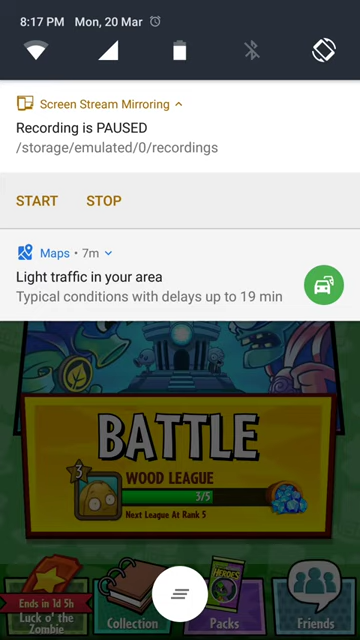 8:17 PM Mon, 20 Mar
Screen Stream Mirroring
Recording is PAUSED
/storage/emulated/0/recordings
START STOP
Maps • 7m
Light traffic in your area
Typical conditions with delays up to 19 min
BATTLE
WOOD LEAGUE
3
3/5
Next League At Rank 5
HEROES
Ends in 1d 5h
Luck o' the
Zombie
Collection
Packs
Friends